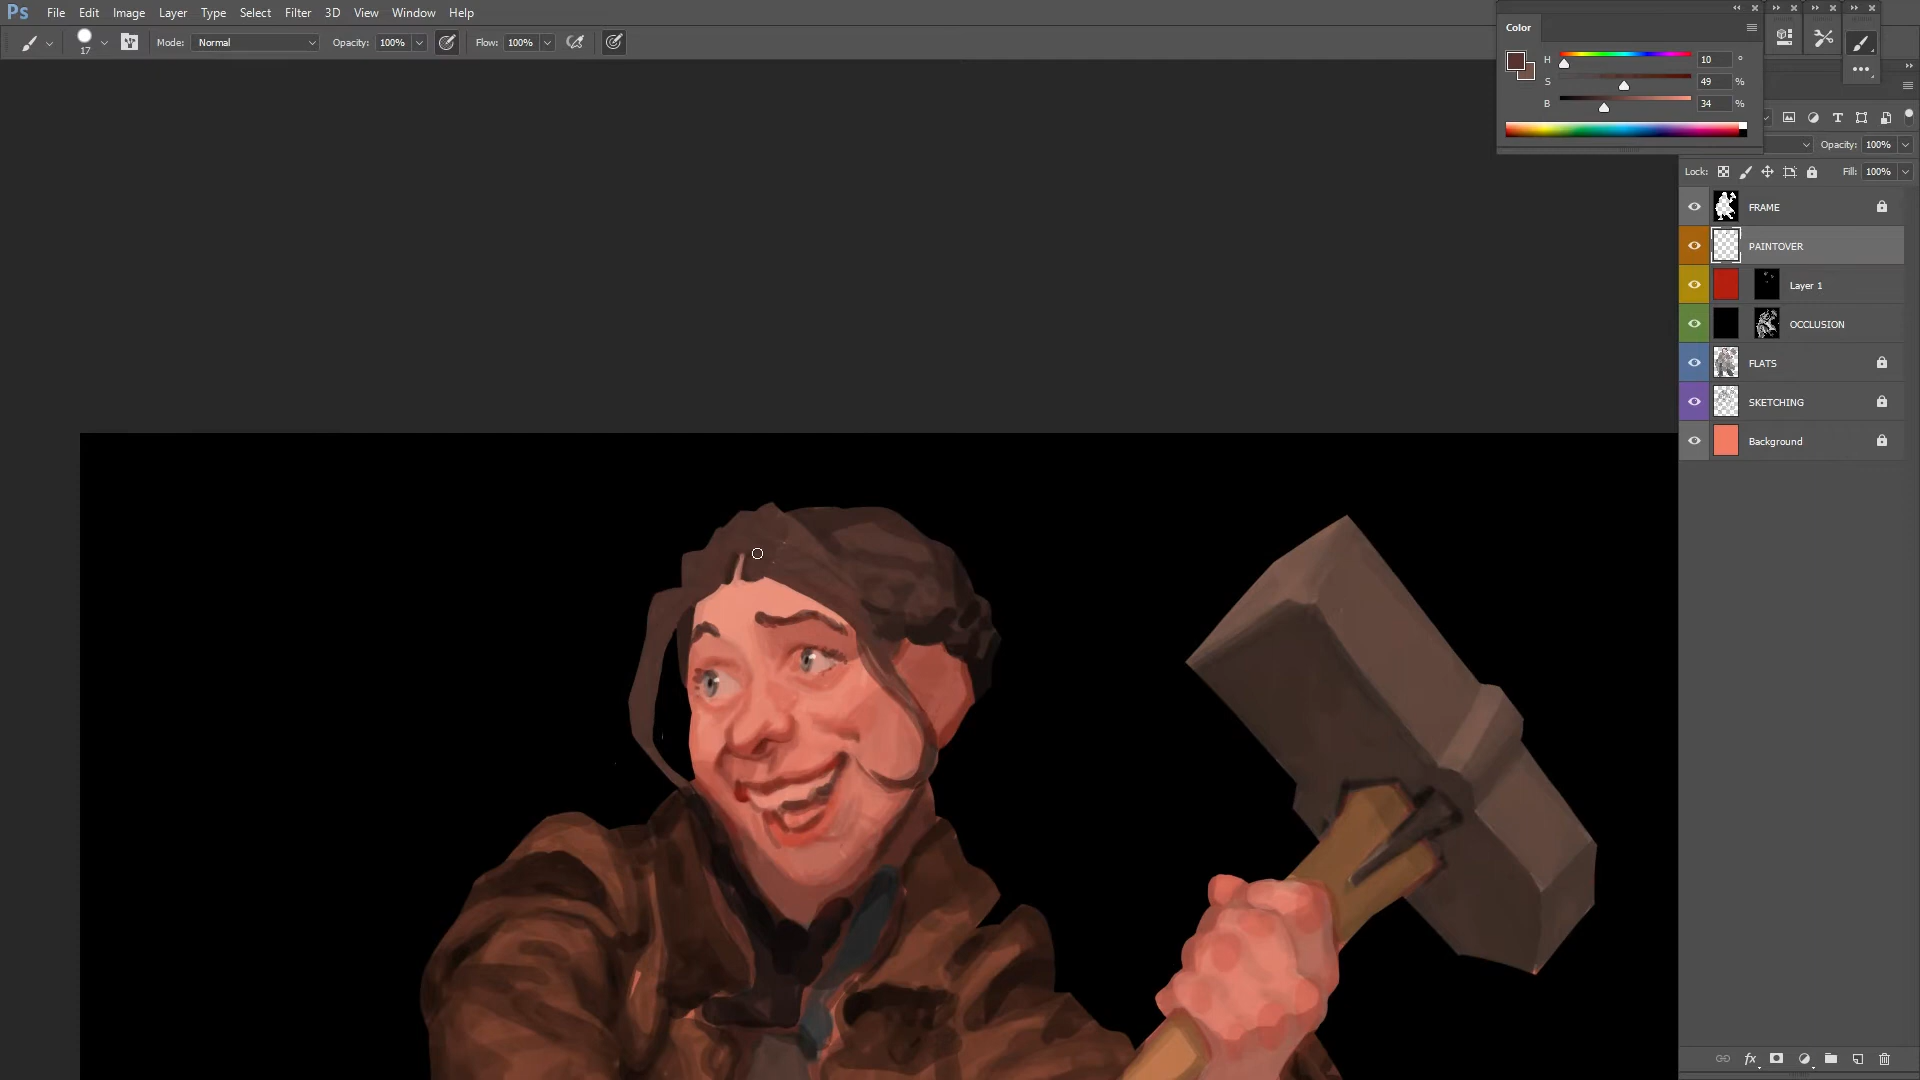 Ps File Edit Image Layer Type Select Filter 3D View Window Help
17 Mode: Normal Opacity: 100% Flow: 100%
Color
H 10 °
S 49 %
B 34 %
Opacity: 100%
Lock: Fill: 100%
FRAME
PAINTOVER
Layer 1
OCCLUSION
FLATS
SKETCHING
Background
fx